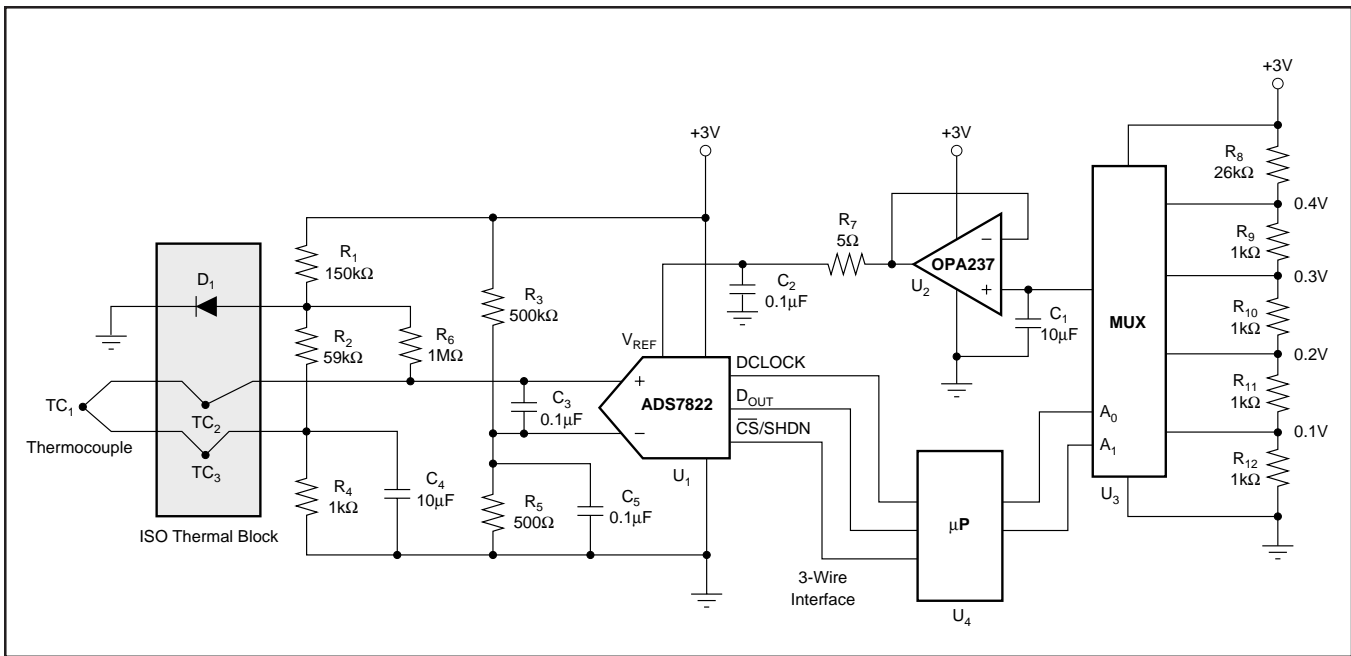 +3V
+3V
+3V
R8
26kΩ
0.4V
R9
1kΩ
0.3V
R10
1kΩ
0.2V
R11
1kΩ
0.1V
R12
1kΩ
MUX
A0
A1
U3
R7
5Ω
OPA237
−
+
U2
C1
10μF
C2
0.1μF
VREF
R1
150kΩ
D1
R2
59kΩ
R6
1MΩ
R3
500kΩ
TC1
Thermocouple
TC2
TC3
ISO Thermal Block
R4
1kΩ
C4
10μF
C3
0.1μF
+
ADS7822
−
U1
R5
500Ω
C5
0.1μF
DCLOCK
DOUT
CS/SHDN
3-Wire
Interface
μP
U4